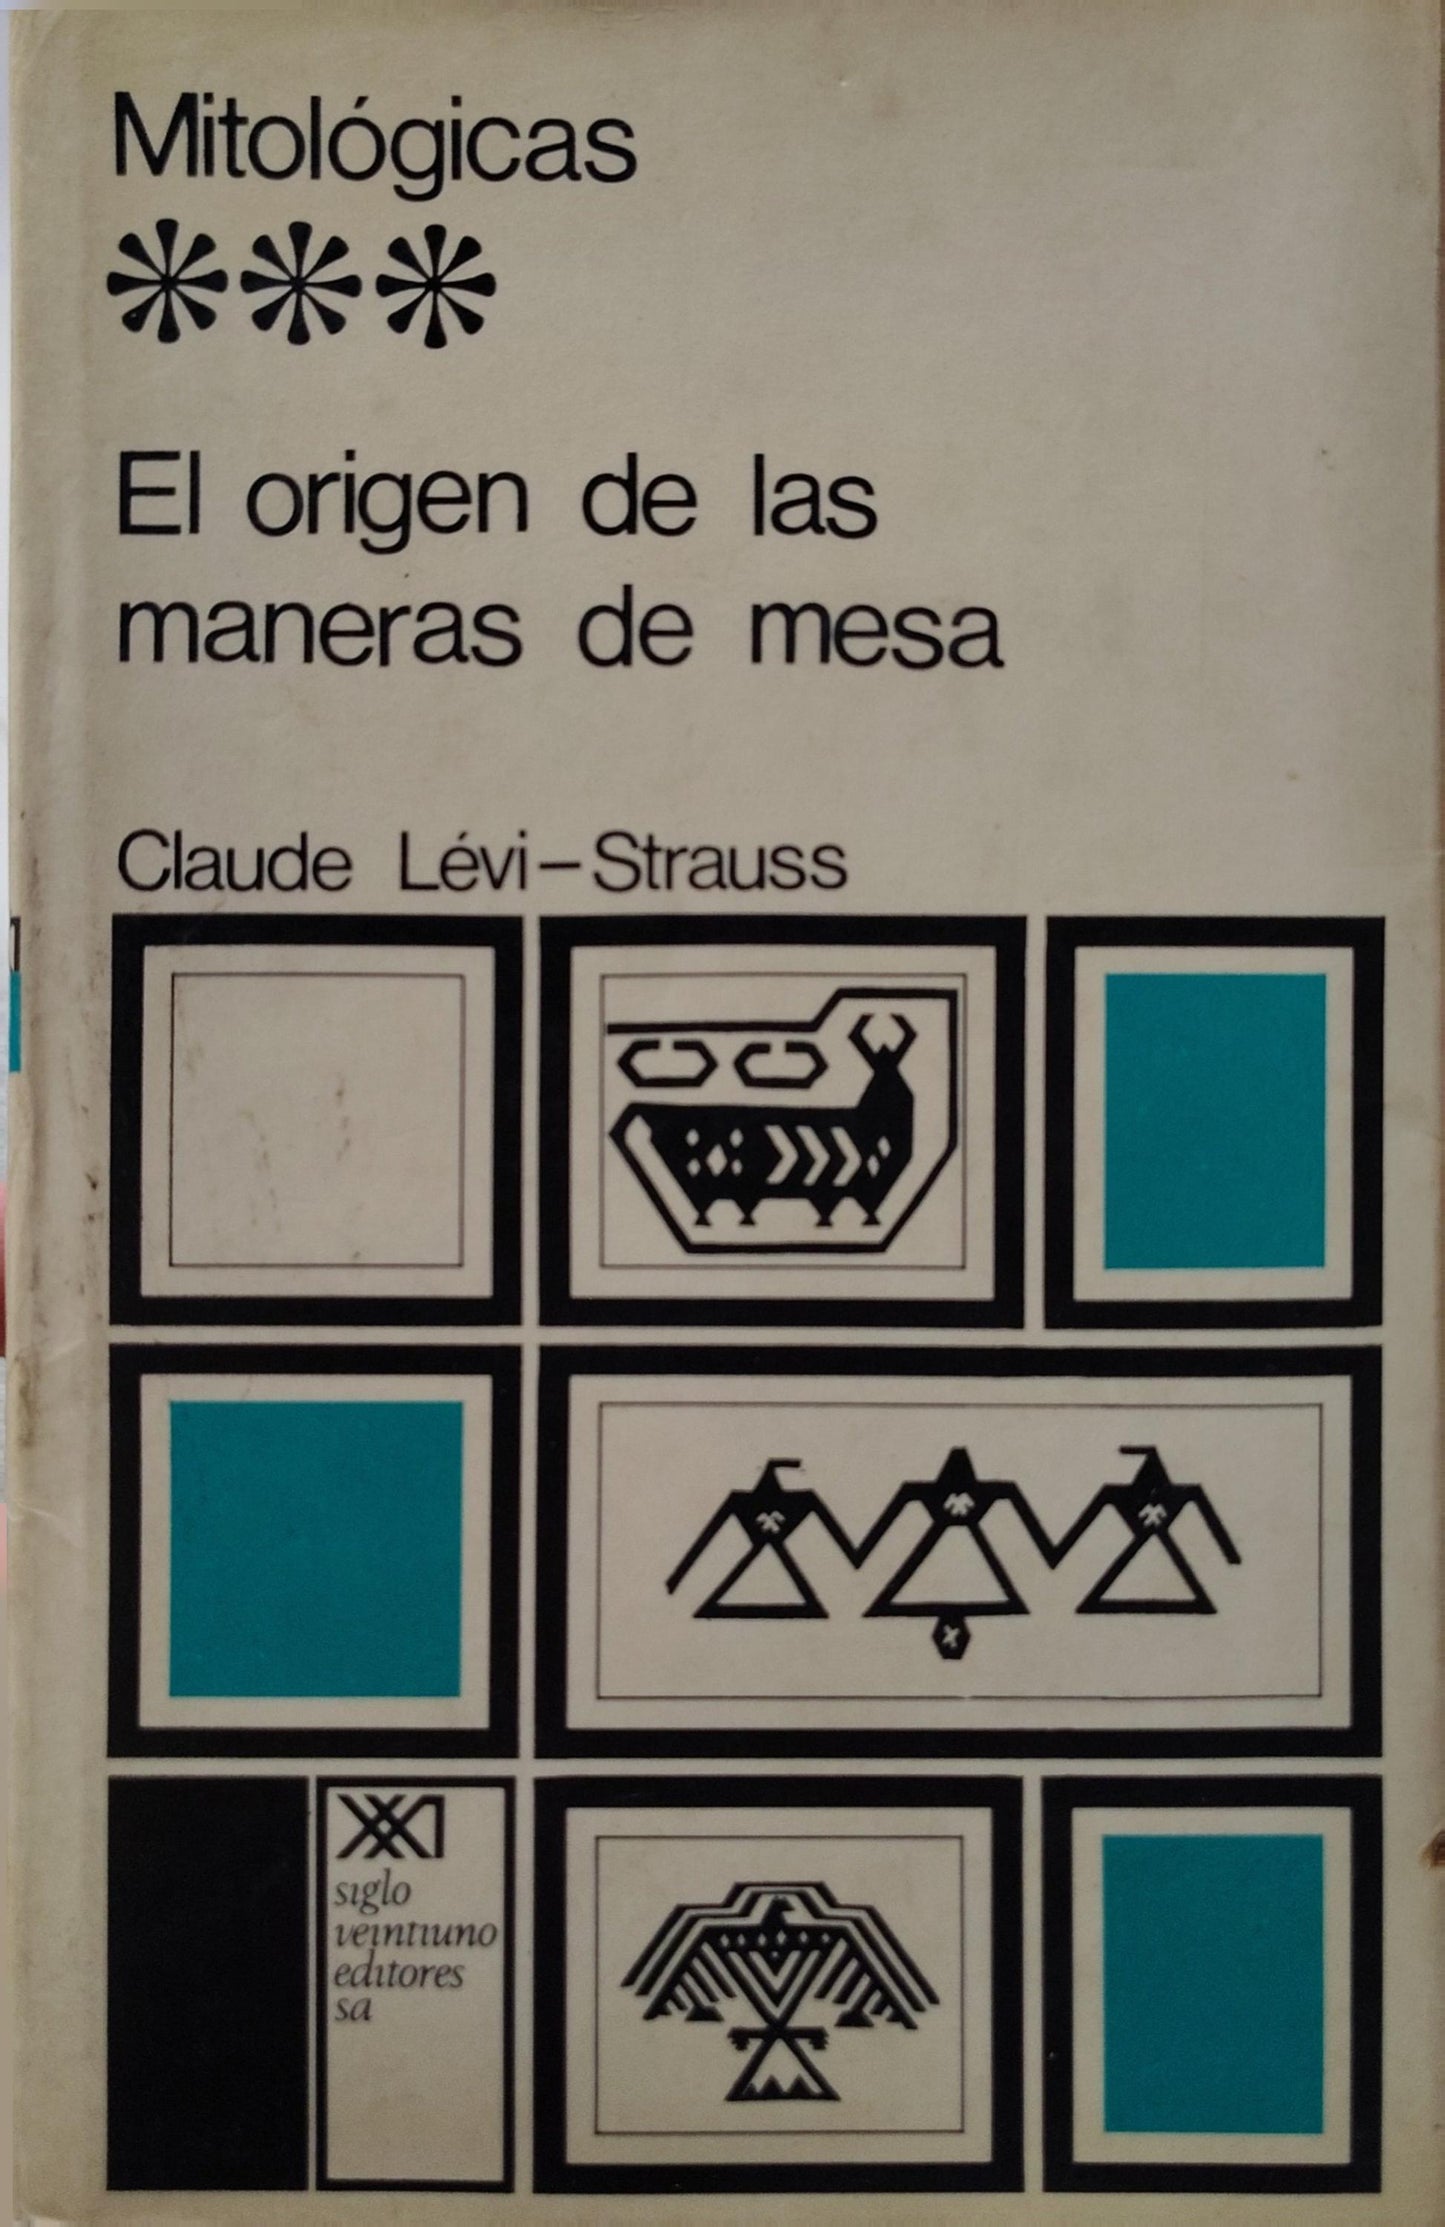 Mitológicas
***
El origen de las
maneras de mesa
Claude Lévi-Strauss
XXI
siglo
veintiuno
editores
sa